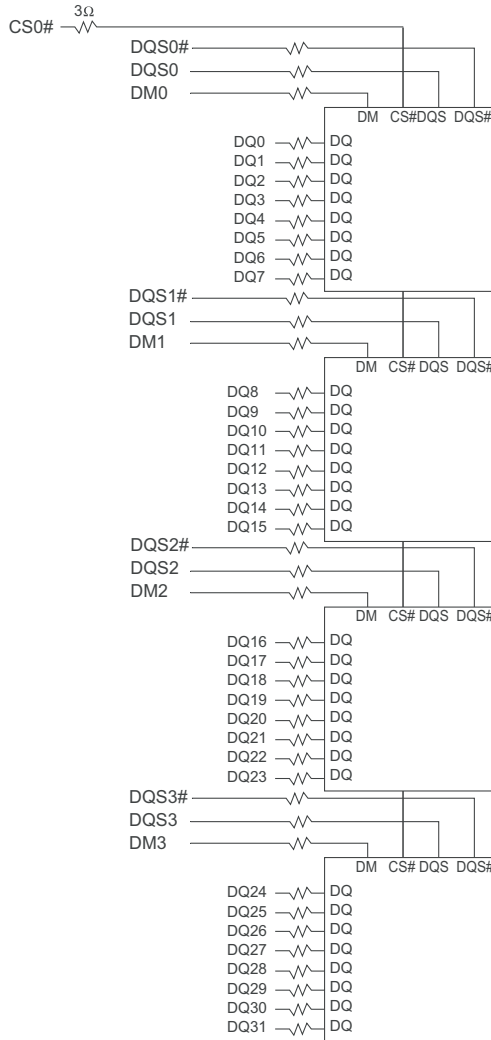 3Ω
CS0#
DQS0#
DQS0
DM0
DM CS#DQS DQS#
DQ0 DQ
DQ1 DQ
DQ2 DQ
DQ3 DQ
DQ4 DQ
DQ5 DQ
DQ6 DQ
DQ7 DQ
DQS1#
DQS1
DM1
DM CS# DQS DQS#
DQ8 DQ
DQ9 DQ
DQ10 DQ
DQ11 DQ
DQ12 DQ
DQ13 DQ
DQ14 DQ
DQ15 DQ
DQS2#
DQS2
DM2
DM CS# DQS DQS#
DQ16 DQ
DQ17 DQ
DQ18 DQ
DQ19 DQ
DQ20 DQ
DQ21 DQ
DQ22 DQ
DQ23 DQ
DQS3#
DQS3
DM3
DM CS# DQS DQS#
DQ24 DQ
DQ25 DQ
DQ26 DQ
DQ27 DQ
DQ28 DQ
DQ29 DQ
DQ30 DQ
DQ31 DQ